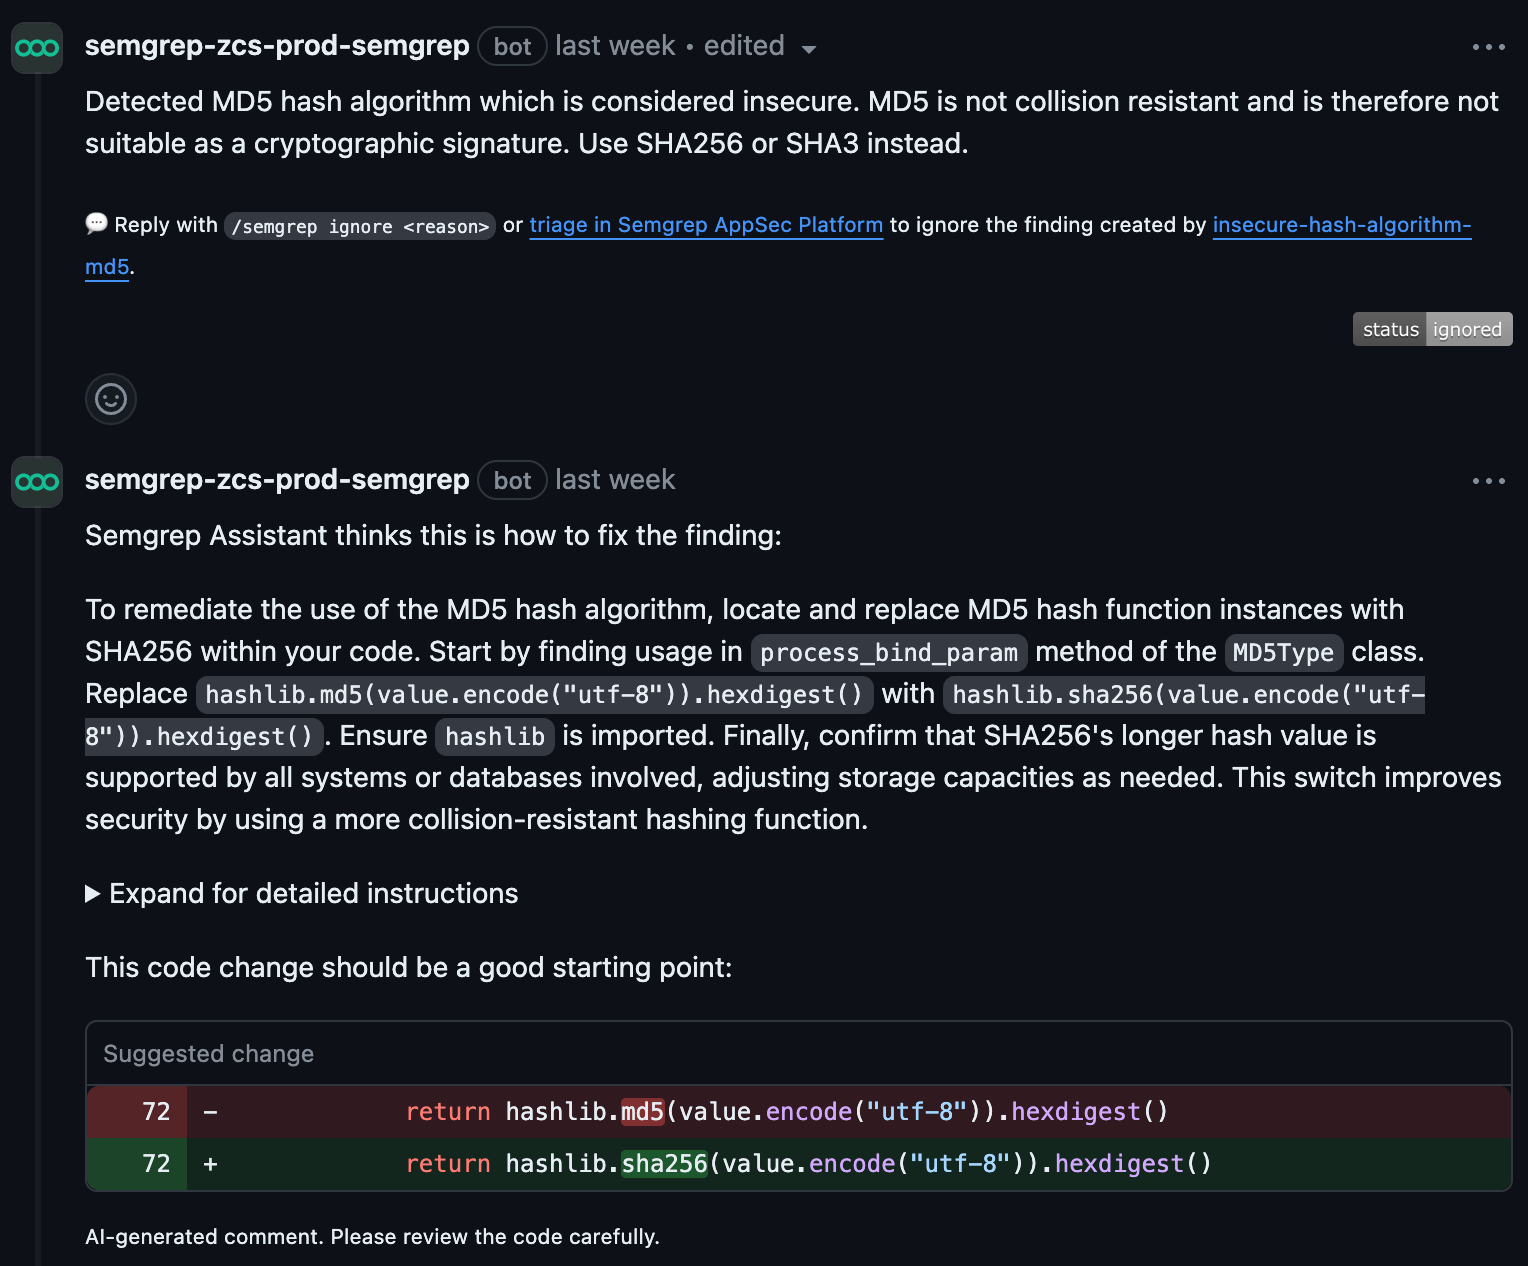 semgrep-zcs-prod-semgrep bot last week • edited
Detected MD5 hash algorithm which is considered insecure. MD5 is not collision resistant and is therefore not
suitable as a cryptographic signature. Use SHA256 or SHA3 instead.
💬 Reply with /semgrep ignore <reason> or triage in Semgrep AppSec Platform to ignore the finding created by insecure-hash-algorithm-
md5.
status ignored
semgrep-zcs-prod-semgrep bot last week
Semgrep Assistant thinks this is how to fix the finding:
To remediate the use of the MD5 hash algorithm, locate and replace MD5 hash function instances with
SHA256 within your code. Start by finding usage in process_bind_param method of the MD5Type class.
Replace hashlib.md5(value.encode("utf-8")).hexdigest() with hashlib.sha256(value.encode("utf-
8")).hexdigest(). Ensure hashlib is imported. Finally, confirm that SHA256's longer hash value is
supported by all systems or databases involved, adjusting storage capacities as needed. This switch improves
security by using a more collision-resistant hashing function.
Expand for detailed instructions
This code change should be a good starting point:
Suggested change
72 - return hashlib.md5(value.encode("utf-8")).hexdigest()
72 + return hashlib.sha256(value.encode("utf-8")).hexdigest()
AI-generated comment. Please review the code carefully.